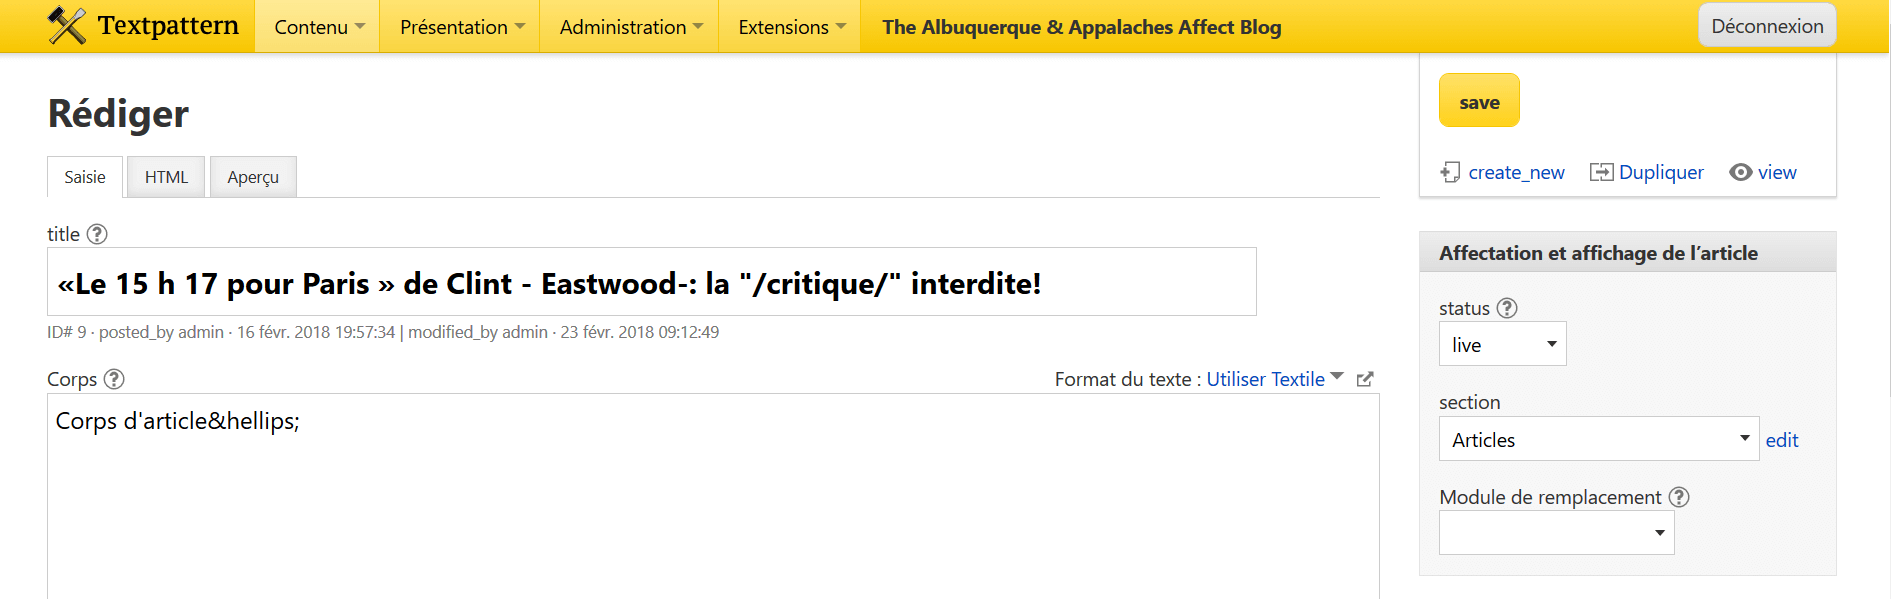 Textpattern Contenu Présentation Administration Extensions The Albuquerque & Appalaches Affect Blog Déconnexion
Rédiger
Saisie HTML Aperçu
title ?
«Le 15 h 17 pour Paris » de Clint - Eastwood-: la "/critique/" interdite!
ID# 9 · posted_by admin · 16 févr. 2018 19:57:34 | modified_by admin · 23 févr. 2018 09:12:49
Corps ? Format du texte : Utiliser Textile
Corps d'article&hellips;
save
create_new Dupliquer view
Affectation et affichage de l’article
status ?
live
section
Articles edit
Module de remplacement ?